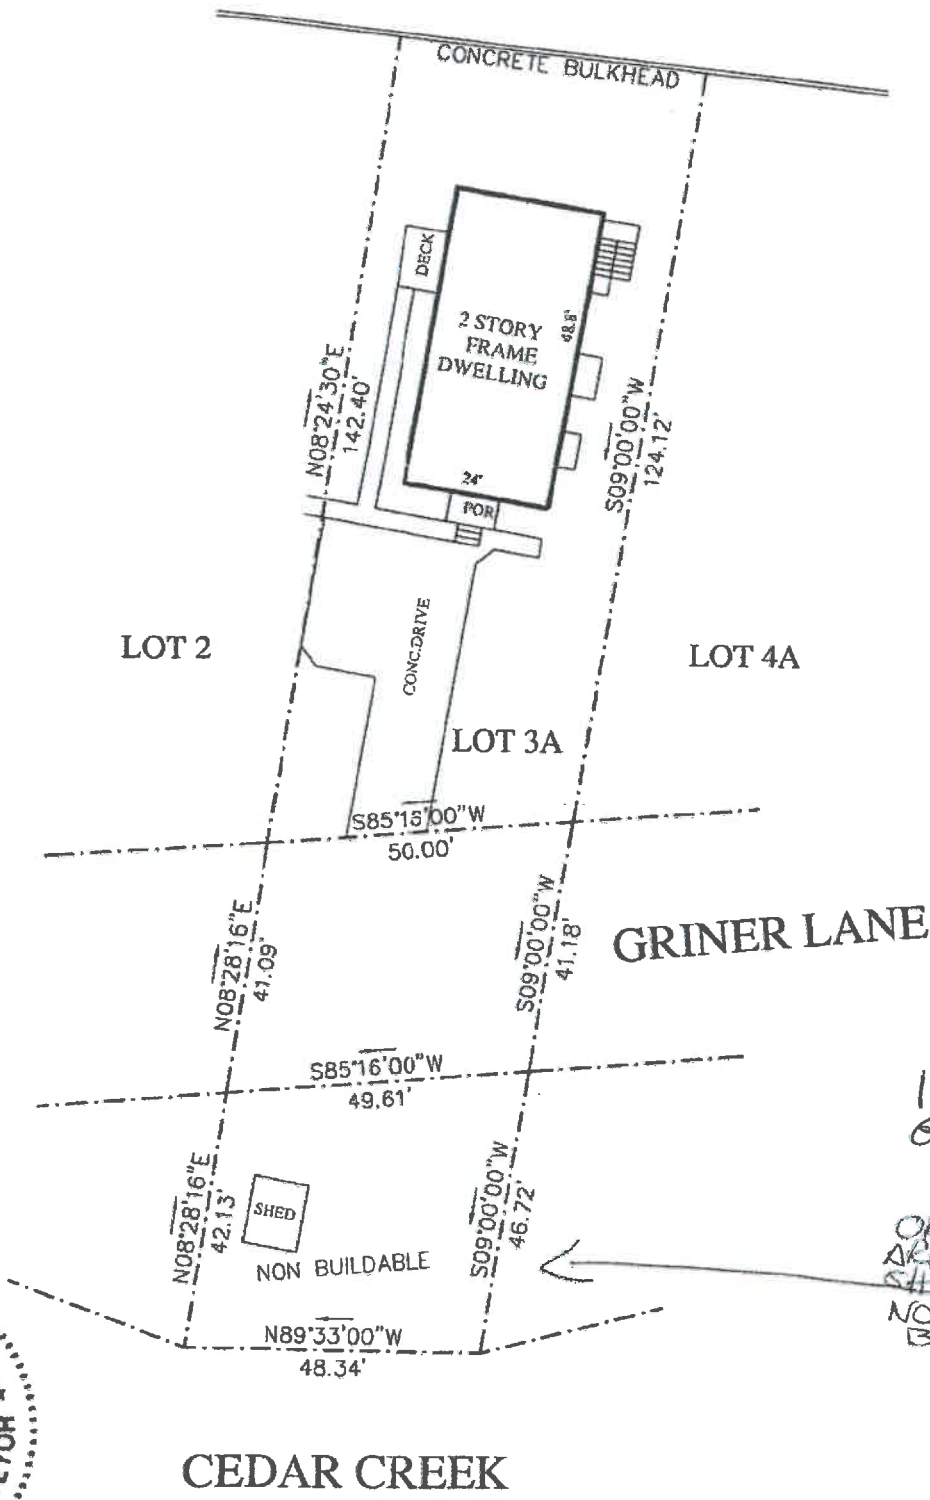 CONCRETE BULKHEAD
DECK
2 STORY
FRAME
DWELLING
48.8'
N08°24'30"E
142.40'
S09°00'00"W
124.12'
24'
POR
CONC.DRIVE
LOT 2
LOT 4A
LOT 3A
S85°16'00"W
50.00'
N08°28'16"E
41.09'
S09°00'00"W
41.18'
GRINER LANE
S85°16'00"W
49.61'
N08°28'16"E
42.13'
SHED
S09°00'00"W
46.72'
NON BUILDABLE
N89°33'00"W
48.34'
CEDAR CREEK